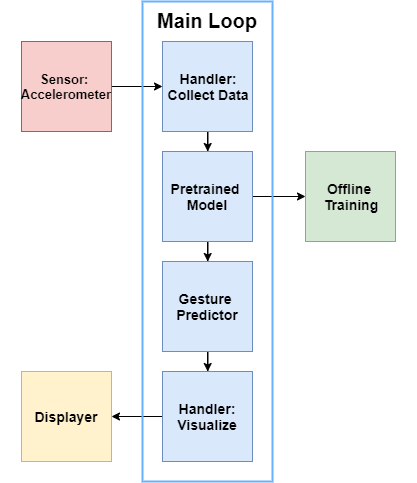 Main Loop
Sensor:
Accelerometer
Handler:
Collect Data
Pretrained
Model
Offline
Training
Gesture
Predictor
Displayer
Handler:
Visualize